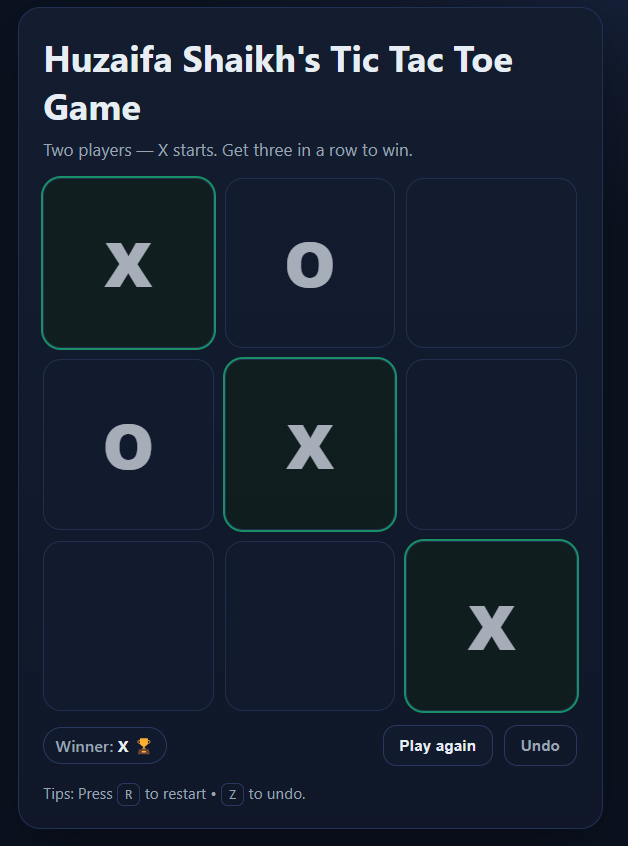 Huzaifa Shaikh's Tic Tac Toe
Game
Two players — X starts. Get three in a row to win.
X O
O X
X
Winner: X 🏆 Play again Undo
Tips: Press R to restart • Z to undo.